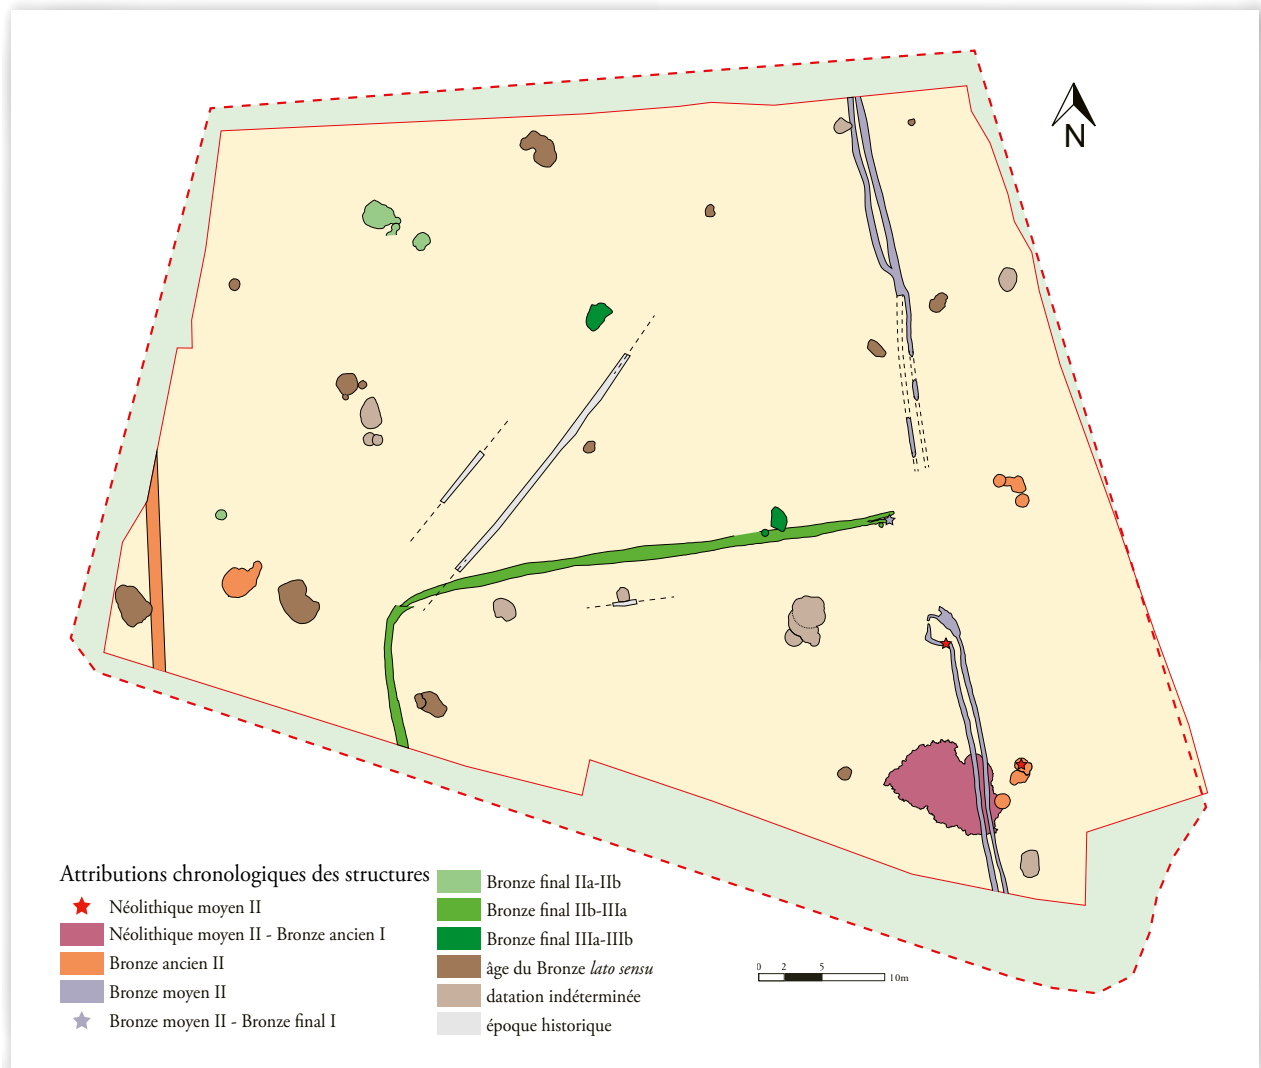 N
Attributions chronologiques des structures
Néolithique moyen II
Néolithique moyen II - Bronze ancien I
Bronze ancien II
Bronze moyen II
Bronze moyen II - Bronze final I
Bronze final IIa-IIb
Bronze final IIb-IIIa
Bronze final IIIa-IIIb
âge du Bronze lato sensu
datation indéterminée
époque historique
0 2 5 10m